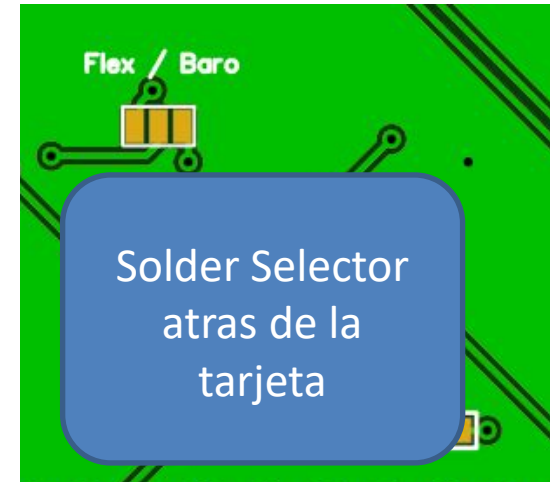 Flex / Baro
Solder Selector
atras de la
tarjeta